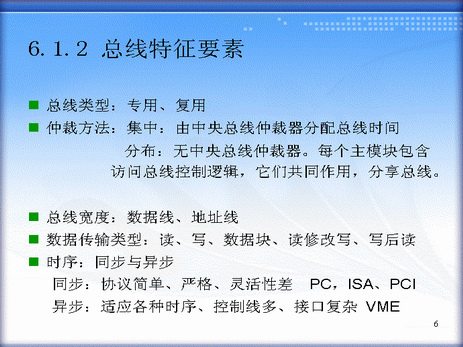 6.1.2 总线特征要素
总线类型：专用、复用
仲裁方法：集中：由中央总线仲裁器分配总线时间
分布：无中央总线仲裁器。每个主模块包含
访问总线控制逻辑，它们共同作用，分享总线。
总线宽度：数据线、地址线
数据传输类型：读、写、数据块、读修改写、写后读
时序：同步与异步
同步：协议简单、严格、灵活性差 PC，ISA、PCI
异步：适应各种时序、控制线多、接口复杂 VME
6